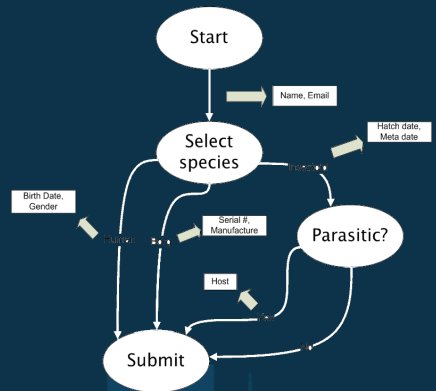 Start
Name, Email
Hatch date,
Meta date
Select
species
Birth Date,
Gender
Serial #,
Manufacture
Parasitic?
Host
Submit